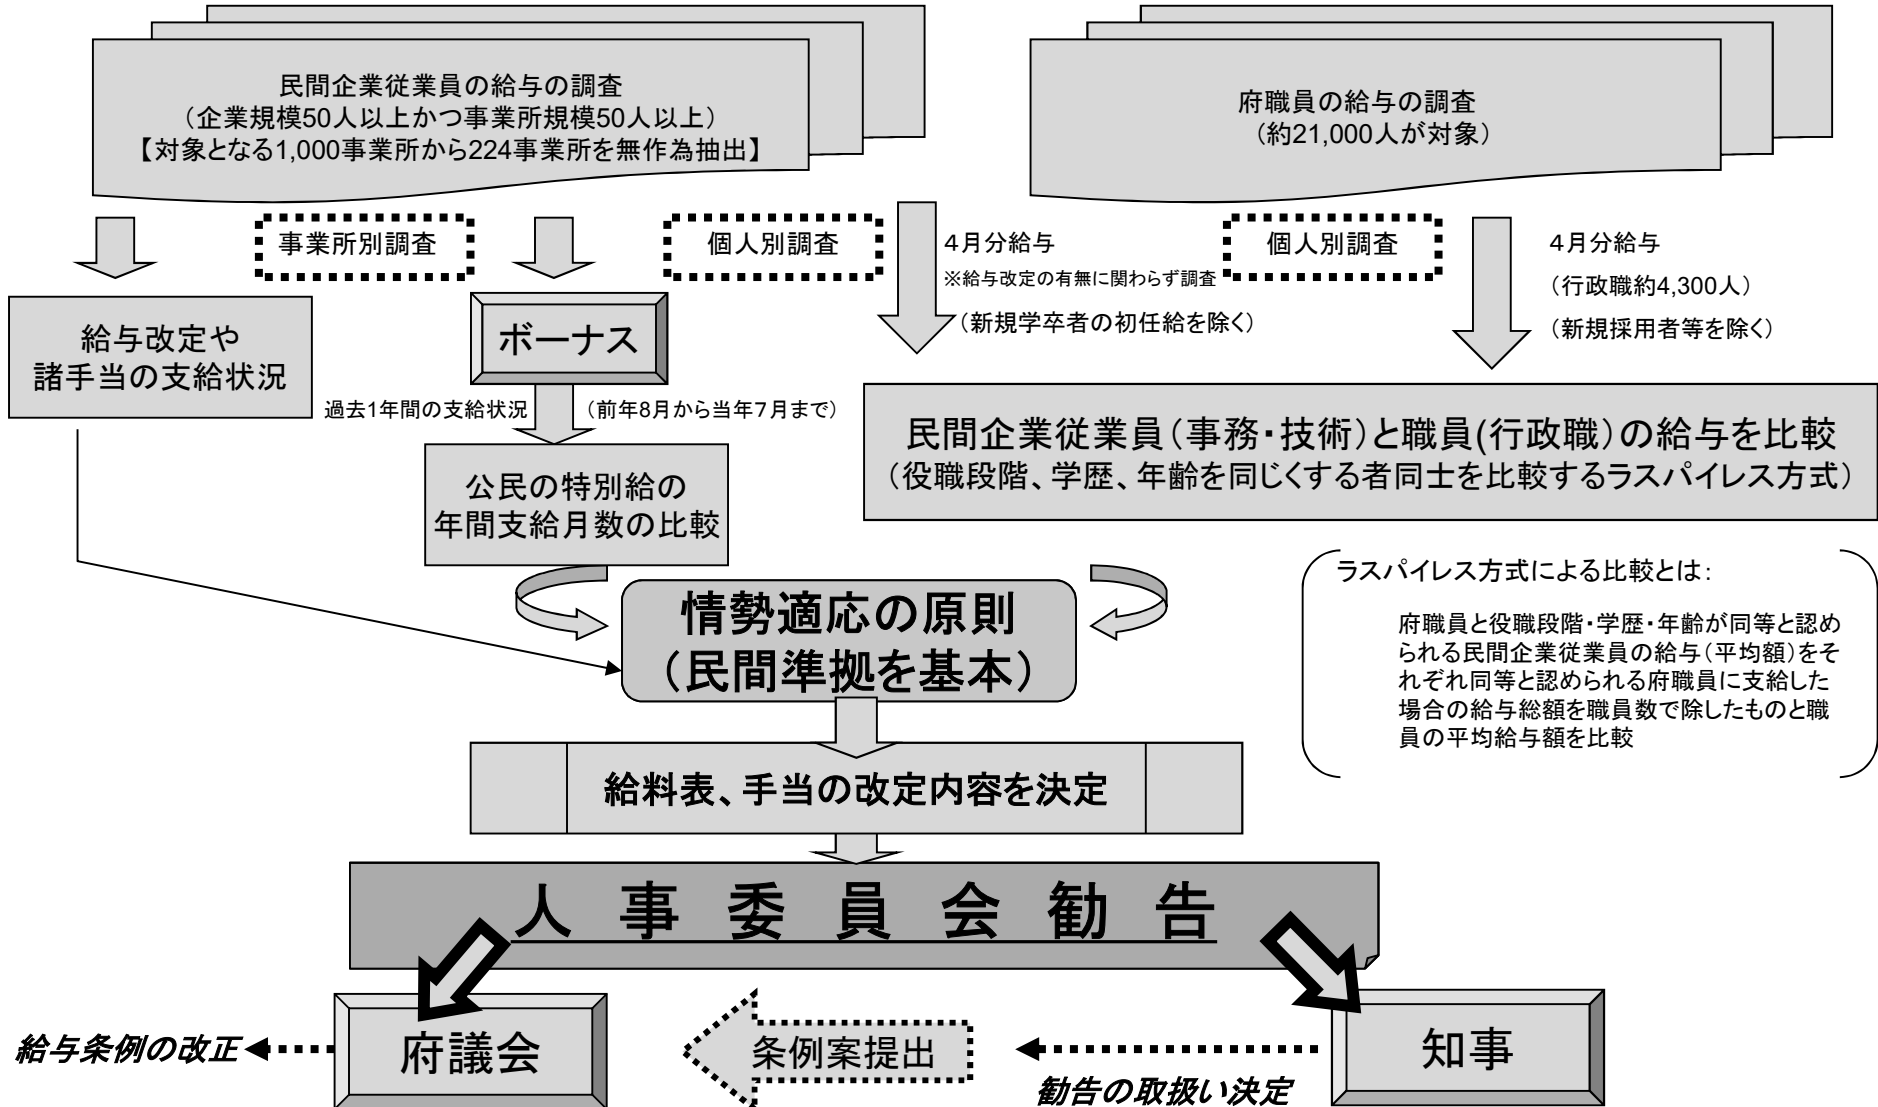 民間企業従業員の給与の調査
（企業規模50人以上かつ事業所規模50人以上）
【対象となる1,000事業所から224事業所を無作為抽出】
府職員の給与の調査
（約21,000人が対象）
事業所別調査
個人別調査
４月分給与
※給与改定の有無に関わらず調査
（新規学卒者の初任給を除く）
個人別調査
４月分給与
（行政職約4,300人）
（新規採用者等を除く）
給与改定や
諸手当の支給状況
ボーナス
過去1年間の支給状況
（前年8月から当年７月まで）
公民の特別給の
年間支給月数の比較
民間企業従業員（事務・技術）と職員(行政職）の給与を比較
（役職段階、学歴、年齢を同じくする者同士を比較するラスパイレス方式）
ラスパイレス方式による比較とは：
府職員と役職段階・学歴・年齢が同等と認め
られる民間企業従業員の給与（平均額）をそ
れぞれ同等と認められる府職員に支給した
場合の給与総額を職員数で除したものと職
員の平均給与額を比較
情勢適応の原則
（民間準拠を基本）
給料表、手当の改定内容を決定
人事委員会勧告
給与条例の改正
府議会
条例案提出
勧告の取扱い決定
知事